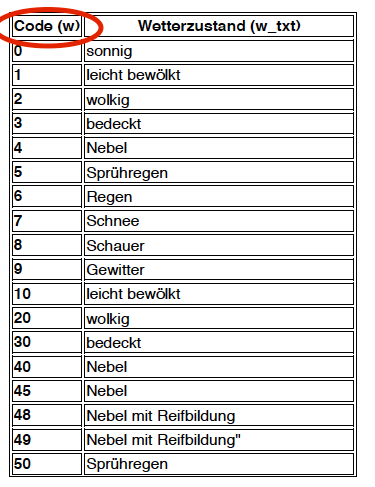 Code (w) Wetterzustand (w_txt)
0 sonnig
1 leicht bewölkt
2 wolkig
3 bedeckt
4 Nebel
5 Sprühregen
6 Regen
7 Schnee
8 Schauer
9 Gewitter
10 leicht bewölkt
20 wolkig
30 bedeckt
40 Nebel
45 Nebel
48 Nebel mit Reifbildung
49 Nebel mit Reifbildung"
50 Sprühregen